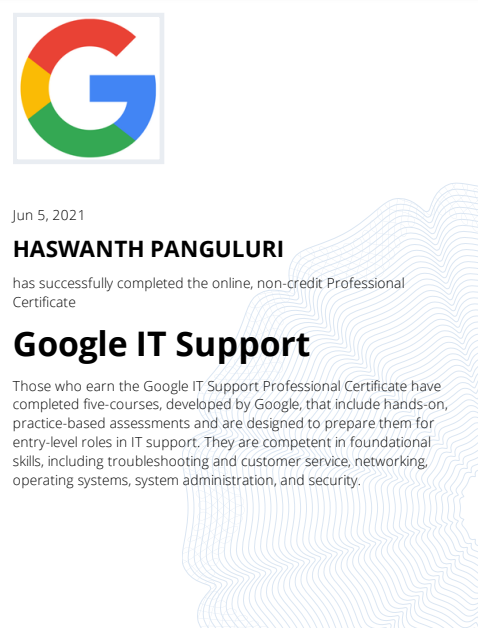 Jun 5, 2021
HASWANTH PANGULURI
has successfully completed the online, non-credit Professional
Certificate
Google IT Support
Those who earn the Google IT Support Professional Certificate have
completed five-courses, developed by Google, that include hands-on,
practice-based assessments and are designed to prepare them for
entry-level roles in IT support. They are competent in foundational
skills, including troubleshooting and customer service, networking,
operating systems, system administration, and security.